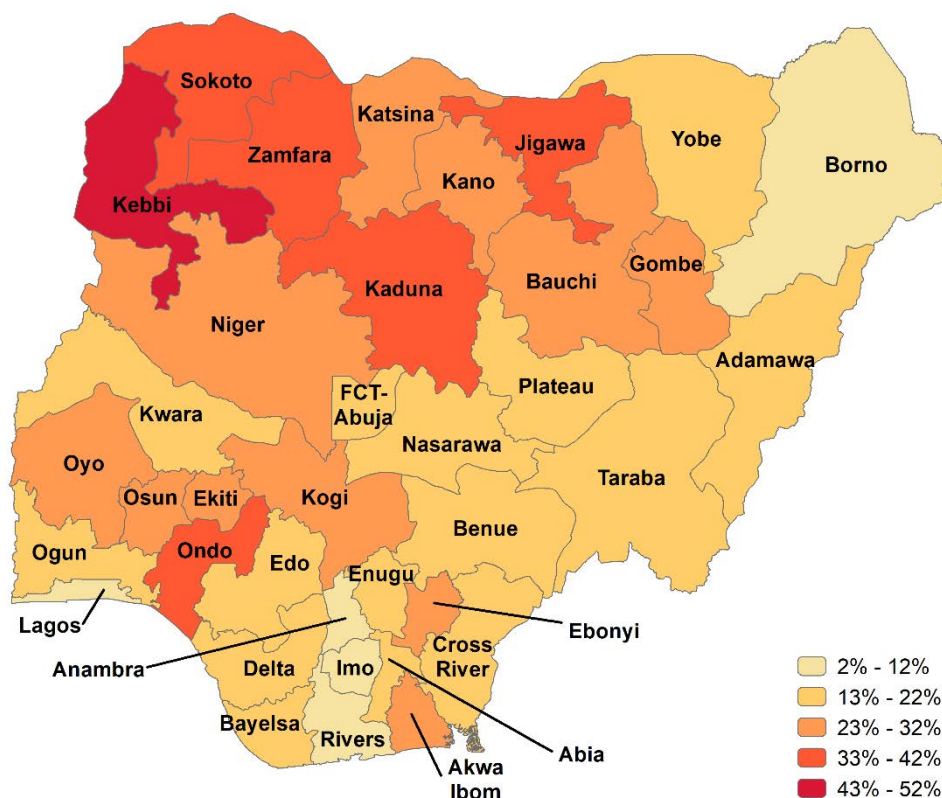 Sokoto
Katsina
Jigawa
Yobe
Zamfara
Borno
Kano
Kebbi
Gombe
Bauchi
Kaduna
Niger
Adamawa
Plateau
FCT-
Abuja
Kwara
Nasarawa
Oyo
Taraba
Osun
Ekiti
Kogi
Benue
Ogun
Ondo
Edo
Enugu
Lagos
Ebonyi
Anambra
Cross
River
Delta
Imo
Bayelsa
Rivers
Abia
Akwa
Ibom
2% - 12%
13% - 22%
23% - 32%
33% - 42%
43% - 52%